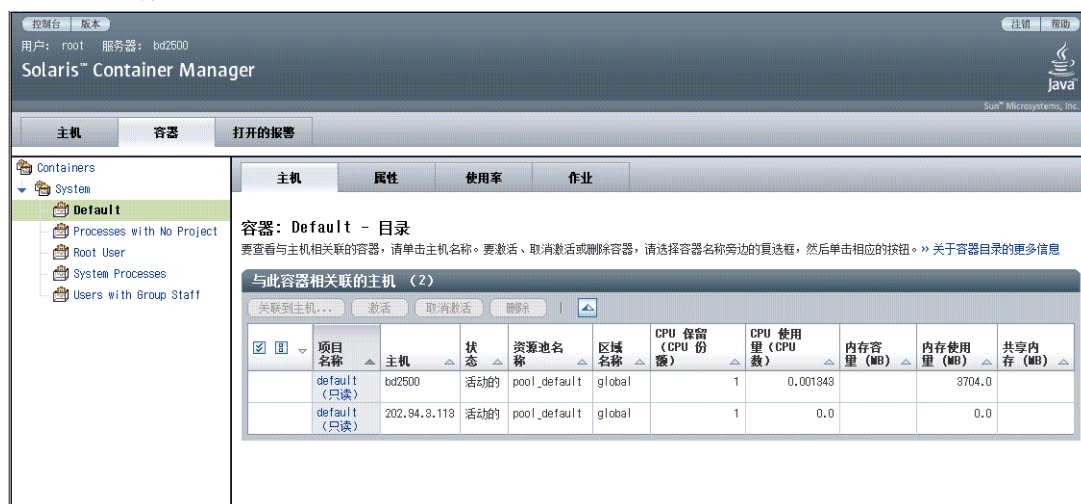 控制台 版本 注销 帮助
用户: root 服务器: bd2500
Solaris™ Container Manager
Java™
Sun™ Microsystems, Inc.
主机 容器 打开的报警
Containers
System
Default
Processes with No Project
Root User
System Processes
Users with Group Staff
主机 属性 使用率 作业
容器: Default - 目录
要查看与主机相关联的容器，请单击主机名称。要激活、取消激活或删除容器，请选择容器名称旁边的复选框，然后单击相应的按钮。» 关于容器目录的更多信息
与此容器相关联的主机 (2)
关联到主机... 激活 取消激活 删除
项目名称 主机 状态 资源池名称 区域名称 CPU 保留 (CPU 份额) CPU 使用量 (CPU 数) 内存容量 (MB) 内存使用量 (MB) 共享内存 (MB)
default (只读) bd2500 活动的 pool_default global 1 0.001343 3704.0
default (只读) 202.94.3.113 活动的 pool_default global 1 0.0 0.0